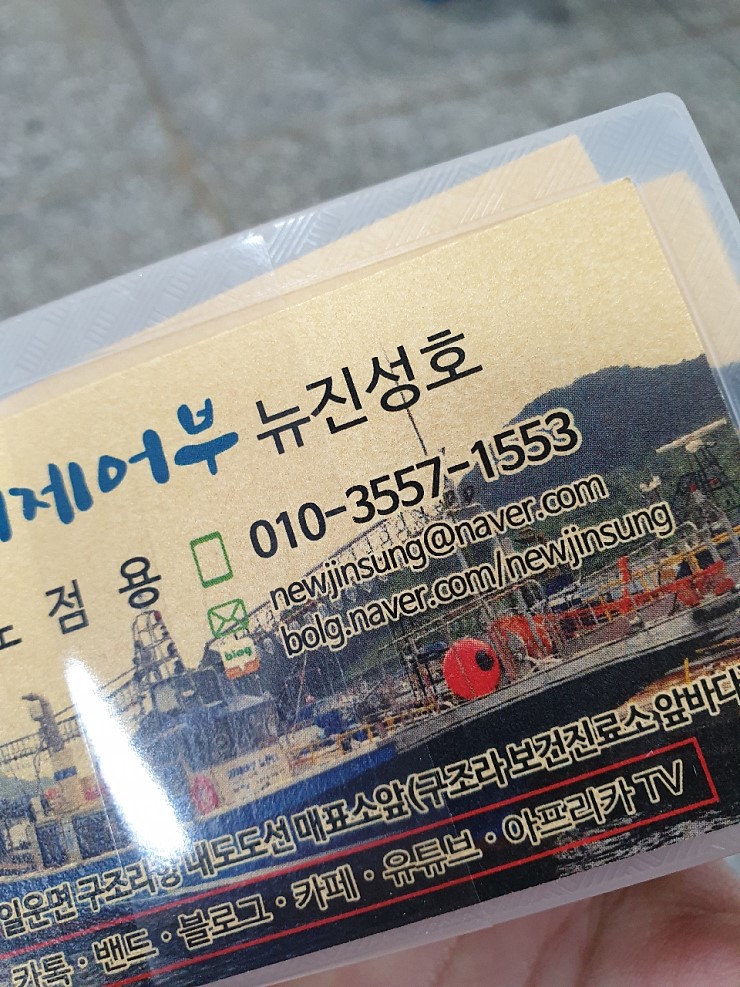 제어부 뉴진성호
점 용
010-3557-1553
newjinsung@naver.com
blog
bolg.naver.com/newjinsung
일운면 구조라항 내도도선 매표소앞(구조라 보건진료소 앞바다
카톡 · 밴드 · 블로그 · 카페 · 유튜브 · 아프리카 TV